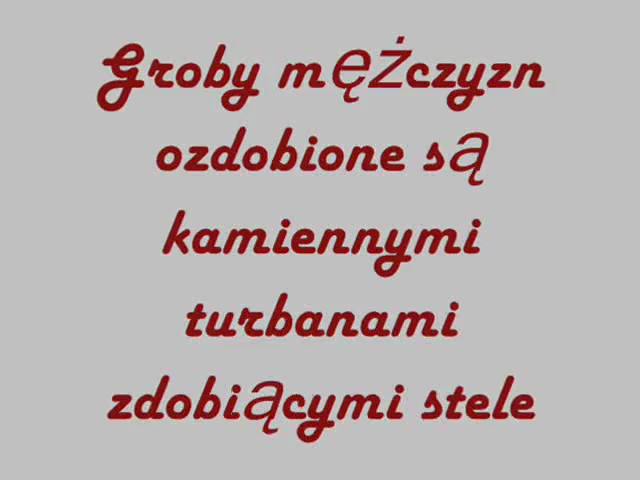 Groby mężczyzn
ozdobione są
kamiennymi
turbanami
zdobiącymi stele